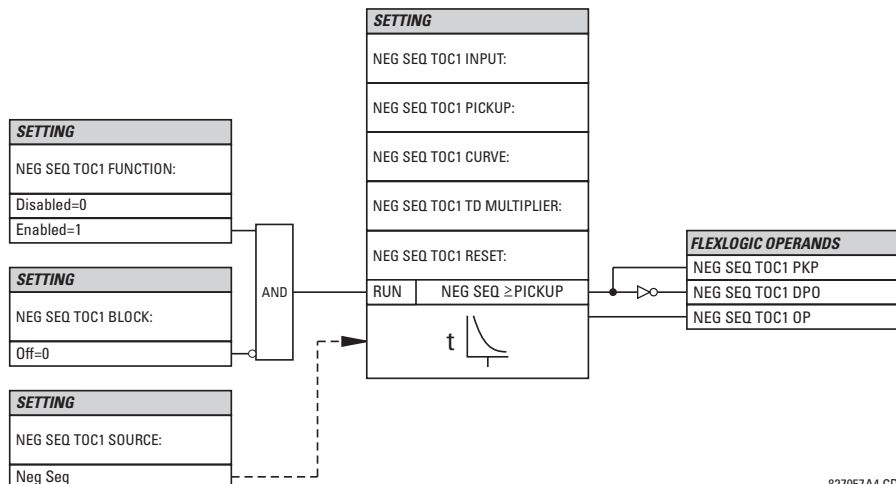 SETTING
NEG SEQ TOC1 FUNCTION:
Disabled=0
Enabled=1
SETTING
NEG SEQ TOC1 BLOCK:
Off=0
SETTING
NEG SEQ TOC1 SOURCE:
Neg Seq
AND
SETTING
NEG SEQ TOC1 INPUT:
NEG SEQ TOC1 PICKUP:
NEG SEQ TOC1 CURVE:
NEG SEQ TOC1 TD MULTIPLIER:
NEG SEQ TOC1 RESET:
RUN NEG SEQ ≥PICKUP
t
FLEXLOGIC OPERANDS
NEG SEQ TOC1 PKP
NEG SEQ TOC1 DPO
NEG SEQ TOC1 OP